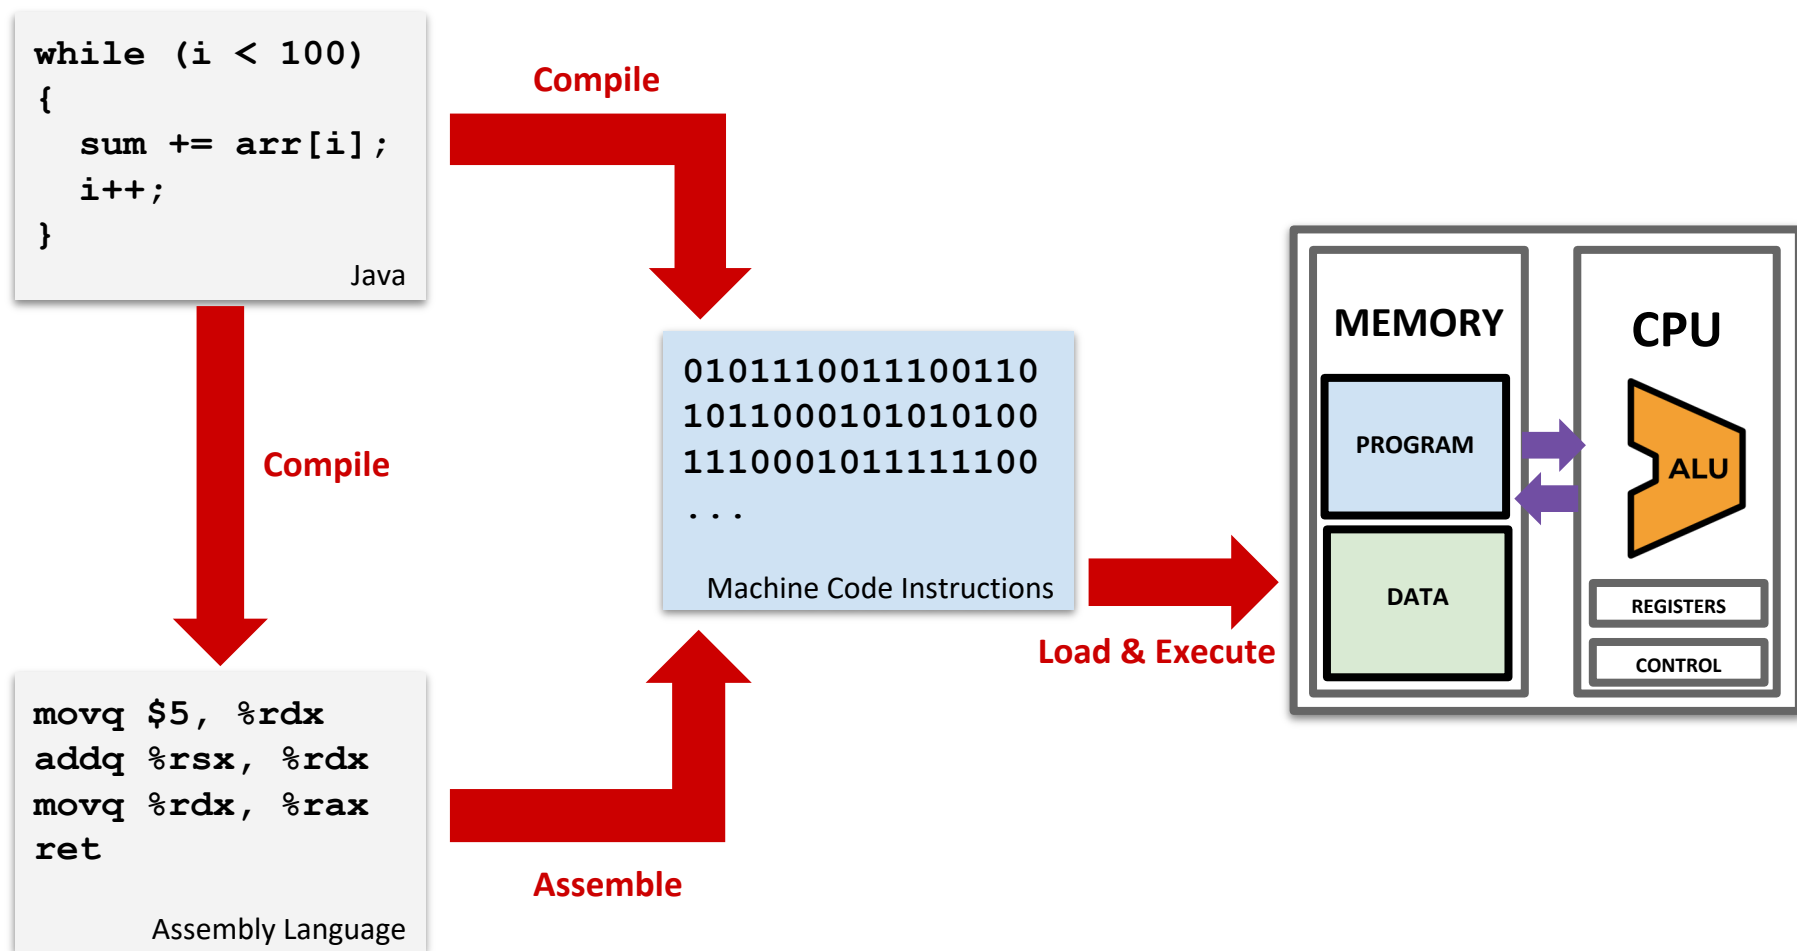 while (i < 100)
{
  sum += arr[i];
  i++;
}
Java
Compile
Compile
movq $5, %rdx
addq %rsx, %rdx
movq %rdx, %rax
ret
Assembly Language
Assemble
0101110011100110
1011000101010100
1110001011111100
...
Machine Code Instructions
Load & Execute
MEMORY
PROGRAM
DATA
CPU
ALU
REGISTERS
CONTROL